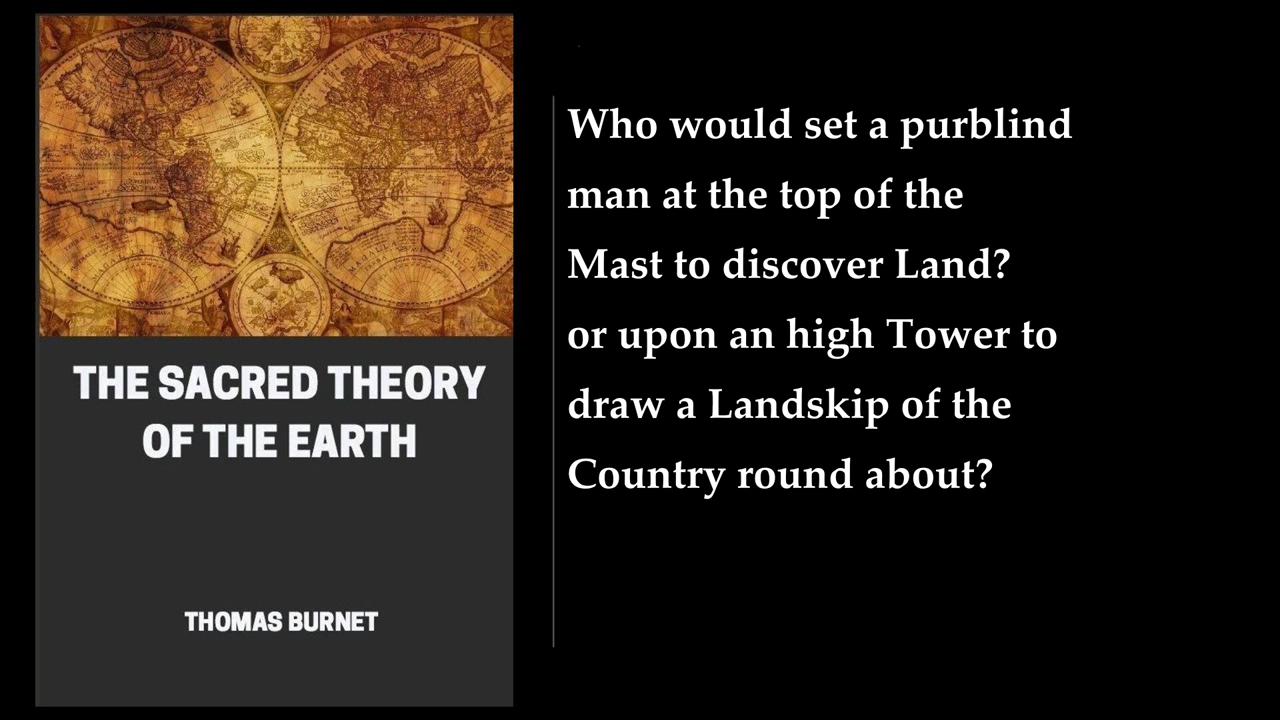 THE SACRED THEORY
OF THE EARTH
THOMAS BURNET
Who would set a purblind
man at the top of the
Mast to discover Land?
or upon an high Tower to
draw a Landskip of the
Country round about?